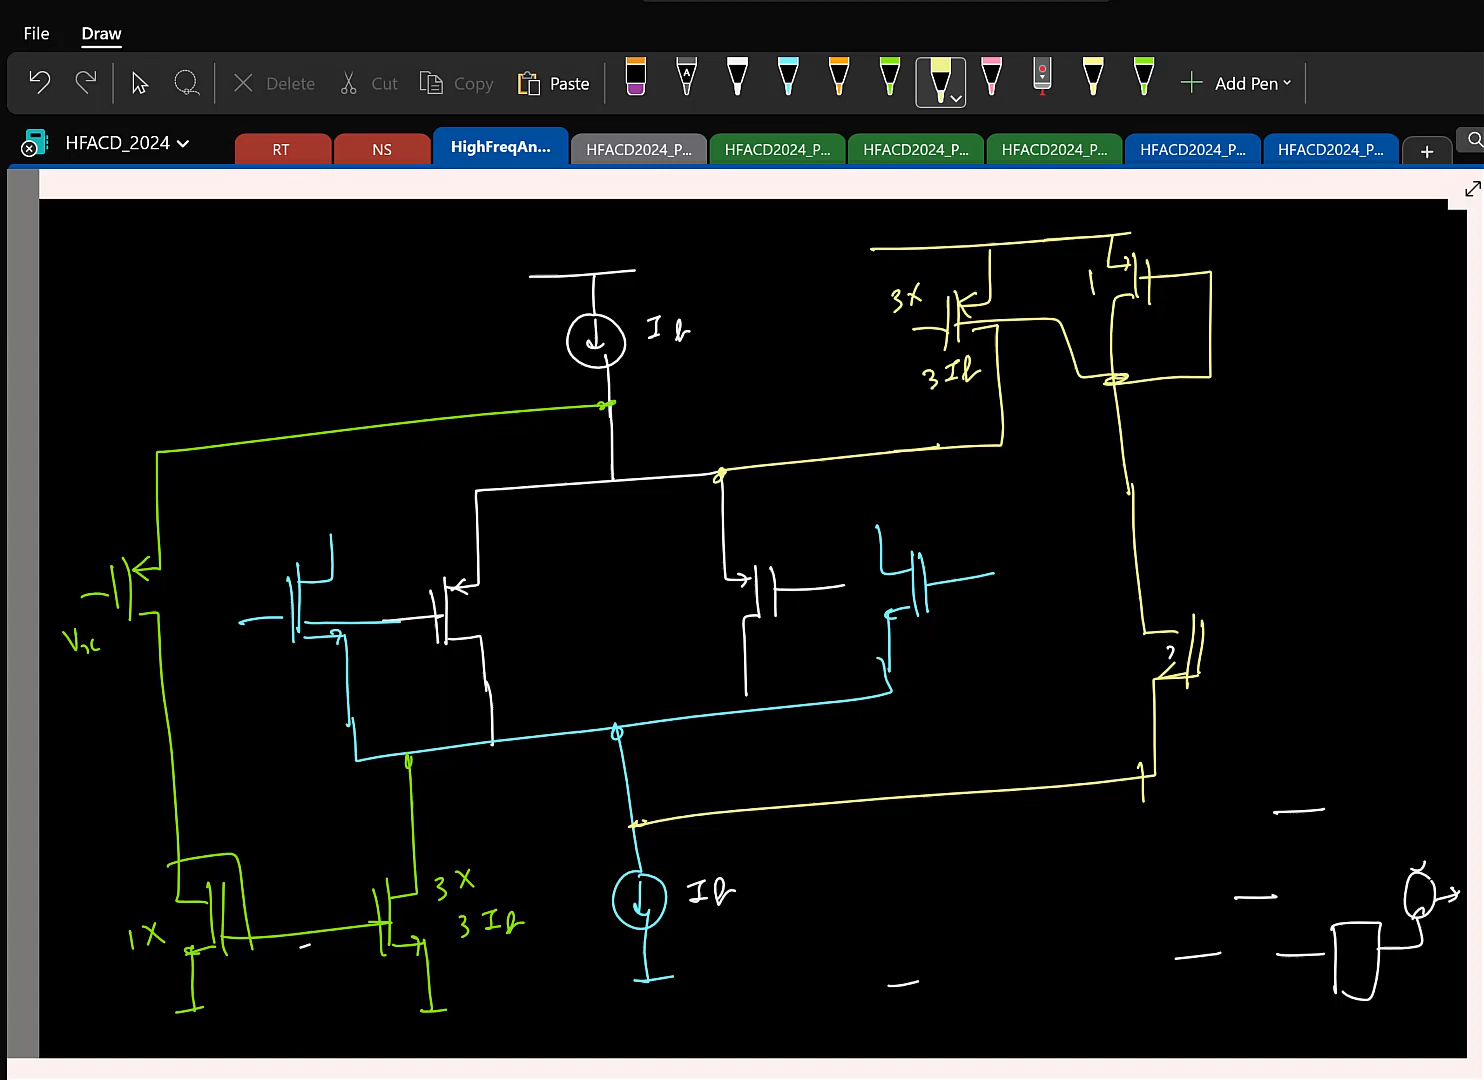 File Draw
Delete Cut Copy Paste A Add Pen
HFACD_2024 RT NS HighFreqAn... HFACD2024_P... HFACD2024_P... HFACD2024_P... HFACD2024_P... HFACD2024_P... HFACD2024_P...
3X 1
Ib
3Ib
?
3X
Ib
1X
3Ib